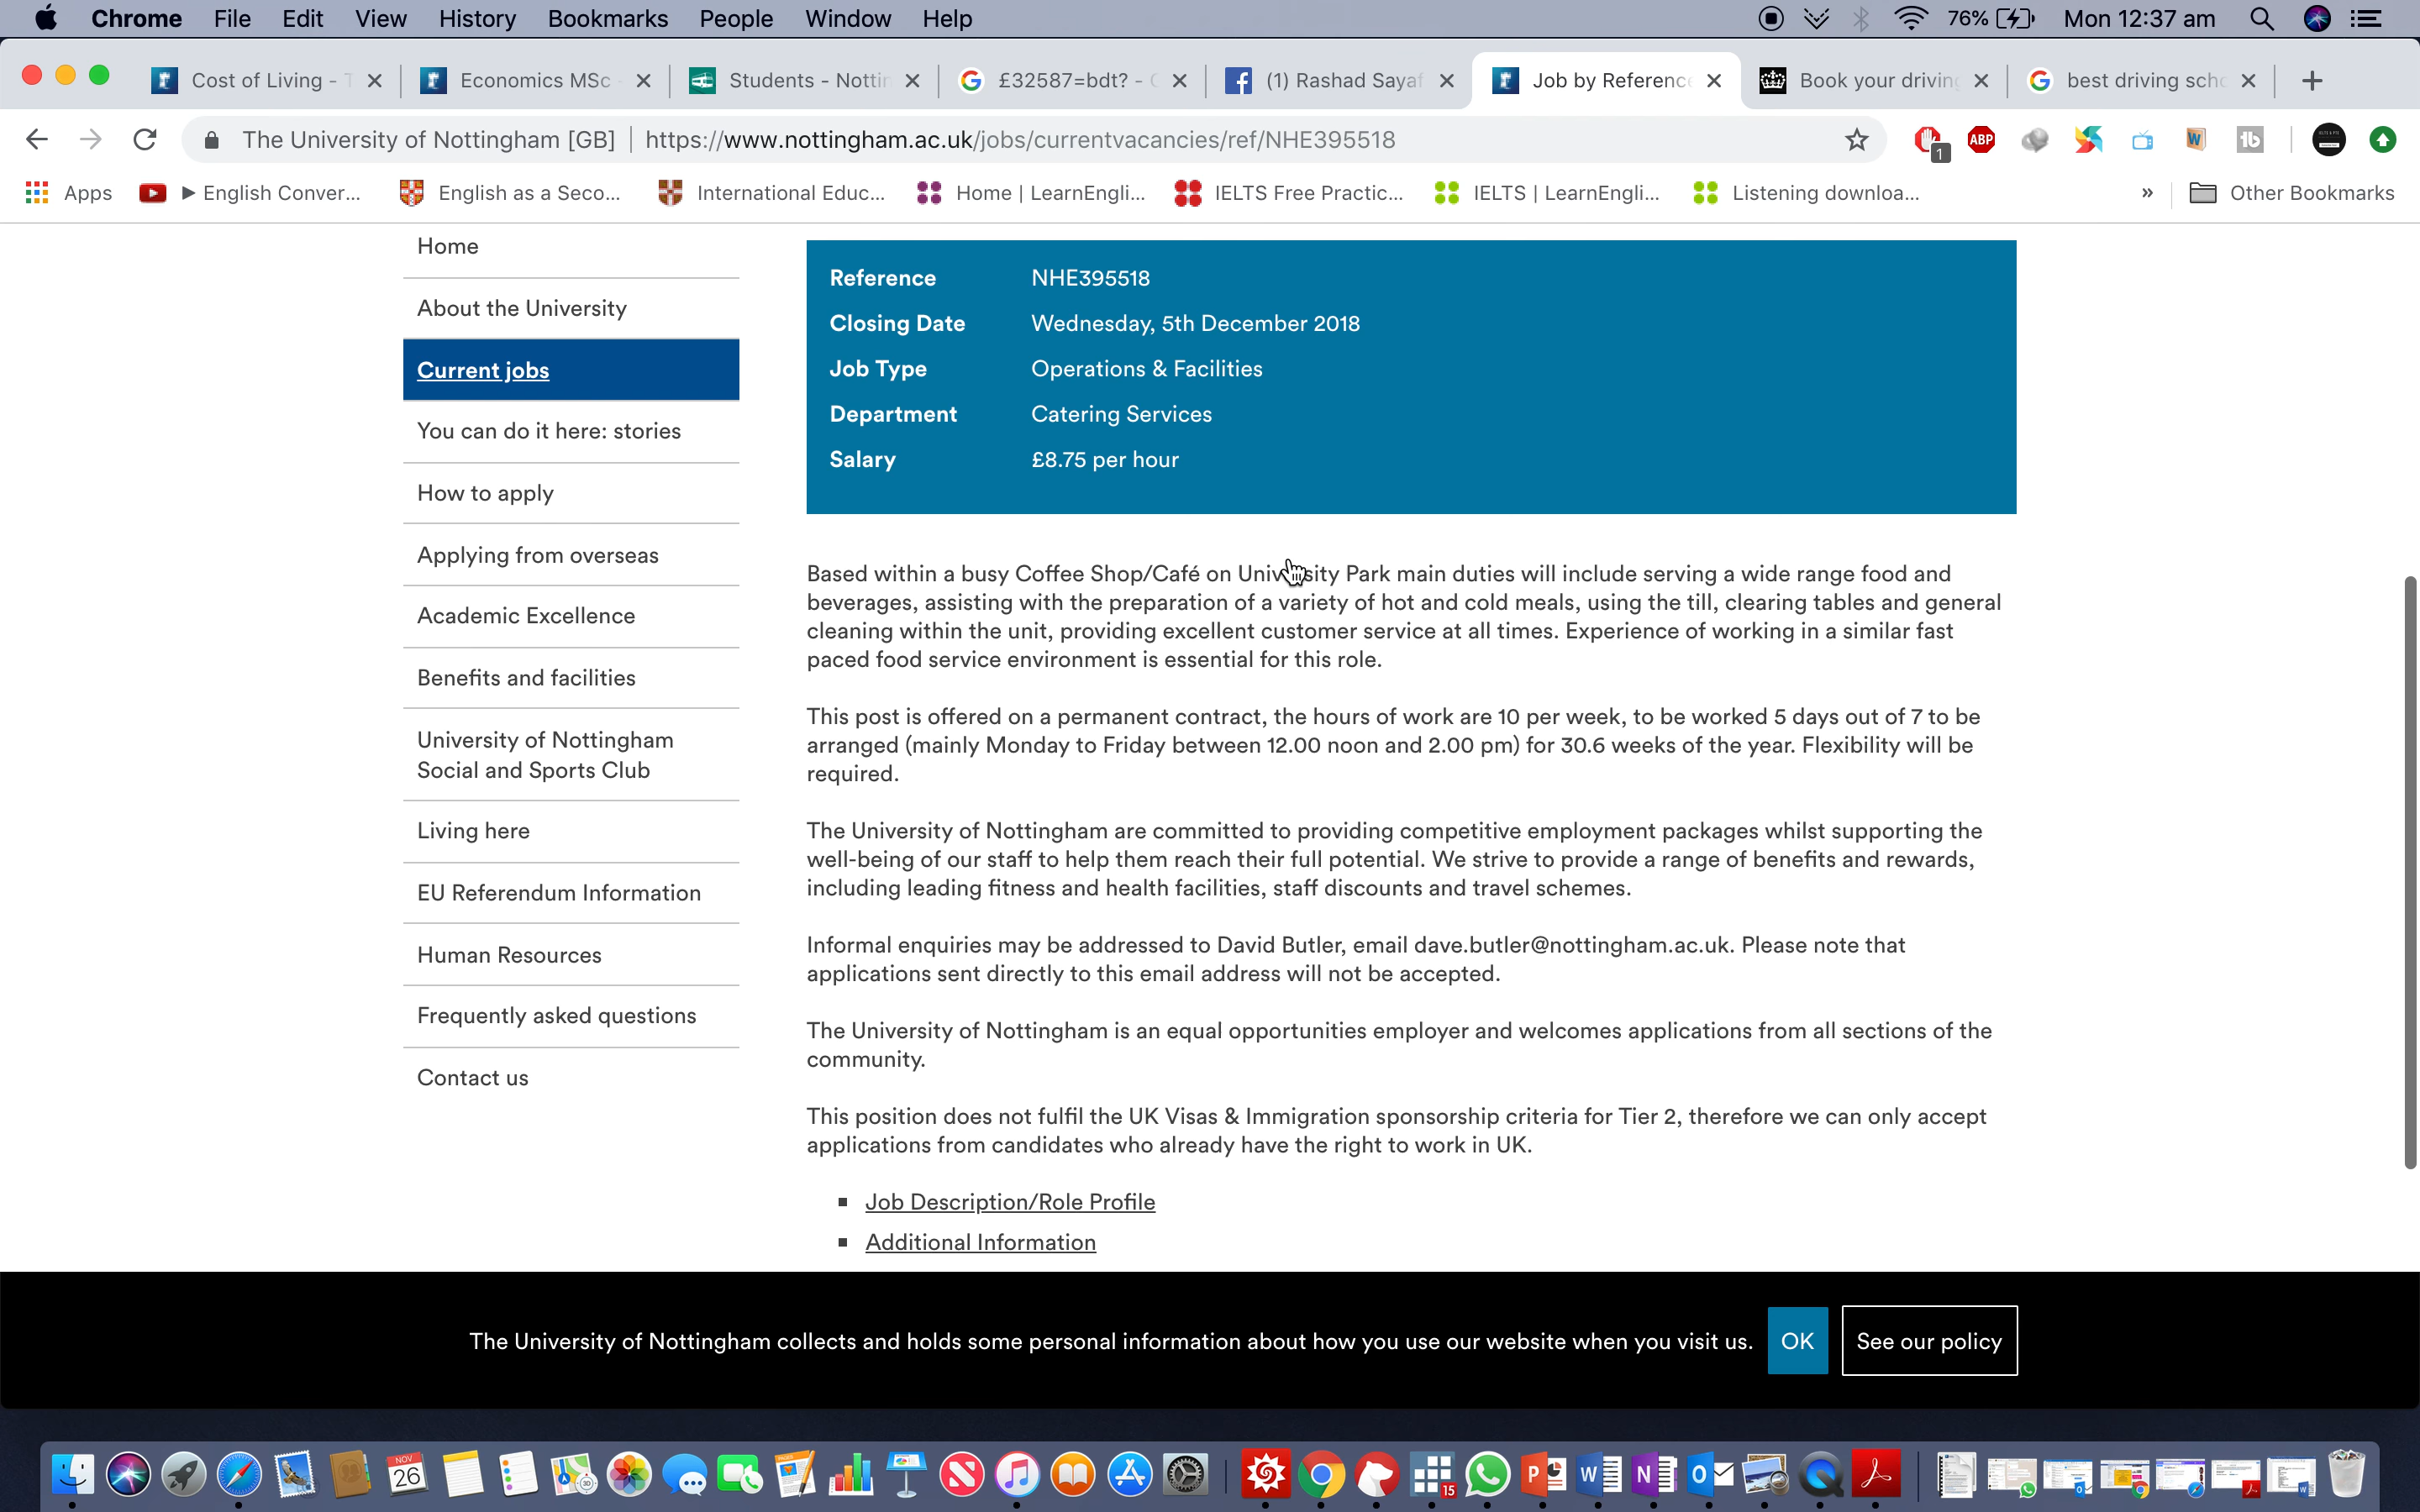 Chrome File Edit View History Bookmarks People Window Help 76% Mon 12:37 am
Cost of Living - T Economics MSc - Students - Nottin £32587=bdt? - G (1) Rashad Sayaf Job by Reference Book your driving best driving scho
The University of Nottingham [GB] https://www.nottingham.ac.uk/jobs/currentvacancies/ref/NHE395518 1 ABP
Apps ▶ English Conver... English as a Seco... International Educ... Home | LearnEngli... IELTS Free Practic... IELTS | LearnEngli... Listening downloa... » Other Bookmarks
Home
About the University
Current jobs
You can do it here: stories
How to apply
Applying from overseas
Academic Excellence
Benefits and facilities
University of Nottingham
Social and Sports Club
Living here
EU Referendum Information
Human Resources
Frequently asked questions
Contact us
Reference NHE395518
Closing Date Wednesday, 5th December 2018
Job Type Operations & Facilities
Department Catering Services
Salary £8.75 per hour
Based within a busy Coffee Shop/Café on University Park main duties will include serving a wide range food and
beverages, assisting with the preparation of a variety of hot and cold meals, using the till, clearing tables and general
cleaning within the unit, providing excellent customer service at all times. Experience of working in a similar fast
paced food service environment is essential for this role.
This post is offered on a permanent contract, the hours of work are 10 per week, to be worked 5 days out of 7 to be
arranged (mainly Monday to Friday between 12.00 noon and 2.00 pm) for 30.6 weeks of the year. Flexibility will be
required.
The University of Nottingham are committed to providing competitive employment packages whilst supporting the
well-being of our staff to help them reach their full potential. We strive to provide a range of benefits and rewards,
including leading fitness and health facilities, staff discounts and travel schemes.
Informal enquiries may be addressed to David Butler, email dave.butler@nottingham.ac.uk. Please note that
applications sent directly to this email address will not be accepted.
The University of Nottingham is an equal opportunities employer and welcomes applications from all sections of the
community.
This position does not fulfil the UK Visas & Immigration sponsorship criteria for Tier 2, therefore we can only accept
applications from candidates who already have the right to work in UK.
Job Description/Role Profile
Additional Information
The University of Nottingham collects and holds some personal information about how you use our website when you visit us. OK See our policy
NOV
26
15